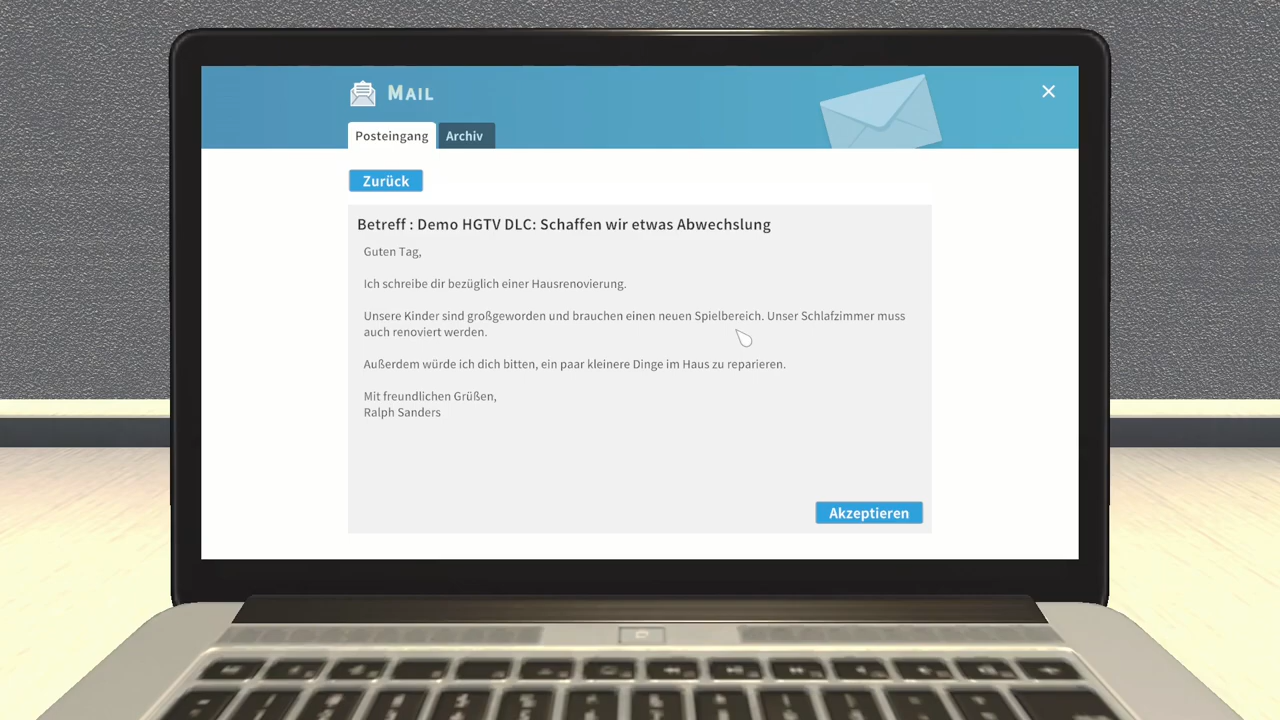 MAIL
Posteingang
Archiv
Zurück
Betreff : Demo HGTV DLC: Schaffen wir etwas Abwechslung
Guten Tag,
Ich schreibe dir bezüglich einer Hausrenovierung.
Unsere Kinder sind großgeworden und brauchen einen neuen Spielbereich. Unser Schlafzimmer muss
auch renoviert werden.
Außerdem würde ich dich bitten, ein paar kleinere Dinge im Haus zu reparieren.
Mit freundlichen Grüßen,
Ralph Sanders
Akzeptieren